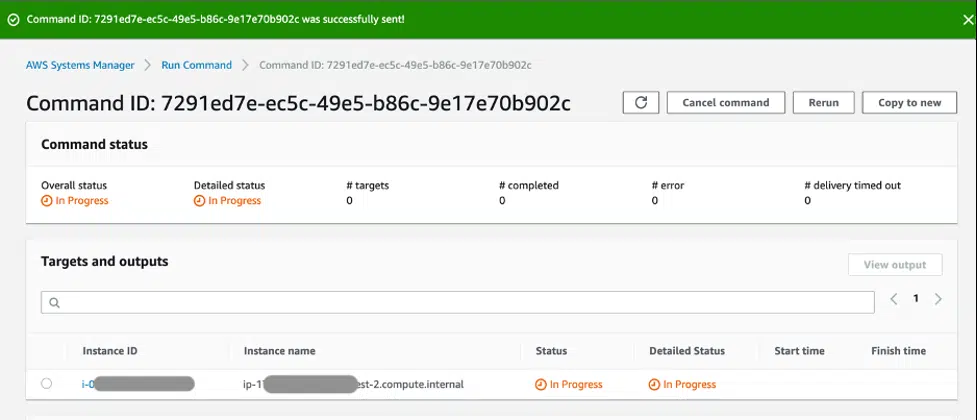 Command ID: 7291ed7e-ec5c-49e5-b86c-9e17e70b902c was successfully sent!
AWS Systems Manager > Run Command > Command ID: 7291ed7e-ec5c-49e5-b86c-9e17e70b902c
Command ID: 7291ed7e-ec5c-49e5-b86c-9e17e70b902c Cancel command Rerun Copy to new
Command status
Overall status Detailed status # targets # completed # error # delivery timed out
In Progress In Progress 0 0 0 0
Targets and outputs View output
1
Instance ID Instance name Status Detailed Status Start time Finish time
i-0 ip-1 est-2.compute.internal In Progress In Progress